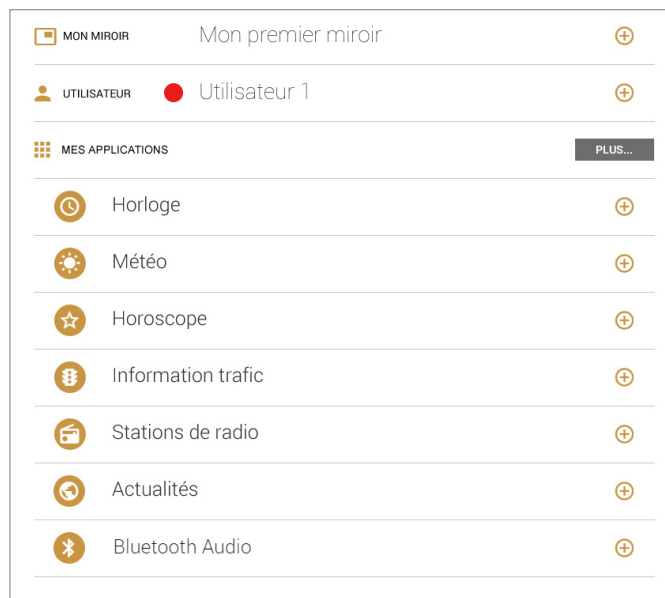 MON MIROIR Mon premier miroir
UTILISATEUR Utilisateur 1
MES APPLICATIONS PLUS...
Horloge
Météo
Horoscope
Information trafic
Stations de radio
Actualités
Bluetooth Audio